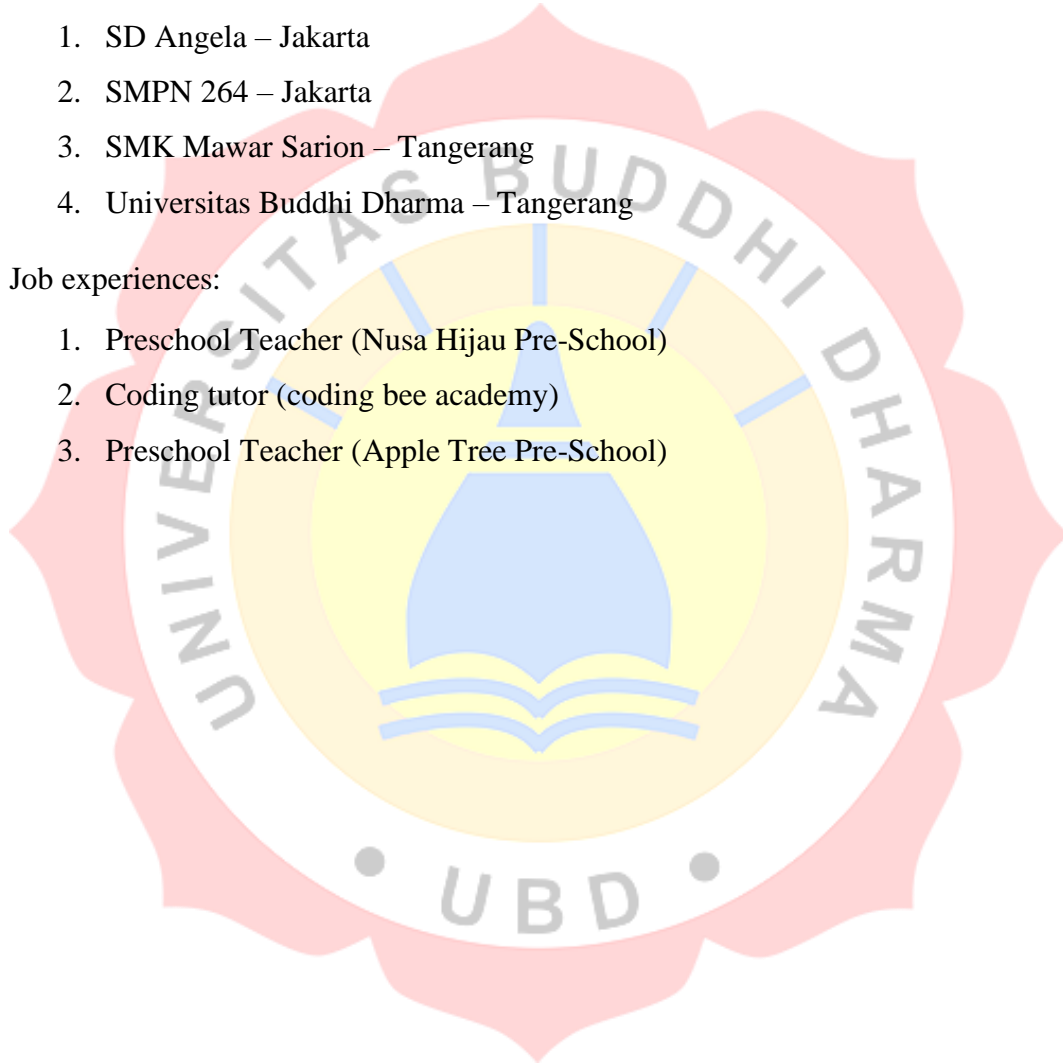 1. SD Angela – Jakarta
2. SMPN 264 – Jakarta
3. SMK Mawar Sarion – Tangerang
4. Universitas Buddhi Dharma – Tangerang
Job experiences:
1. Preschool Teacher (Nusa Hijau Pre-School)
2. Coding tutor (coding bee academy)
3. Preschool Teacher (Apple Tree Pre-School)
UNIVERSITAS BUDDHI DHARMA
• UBD •